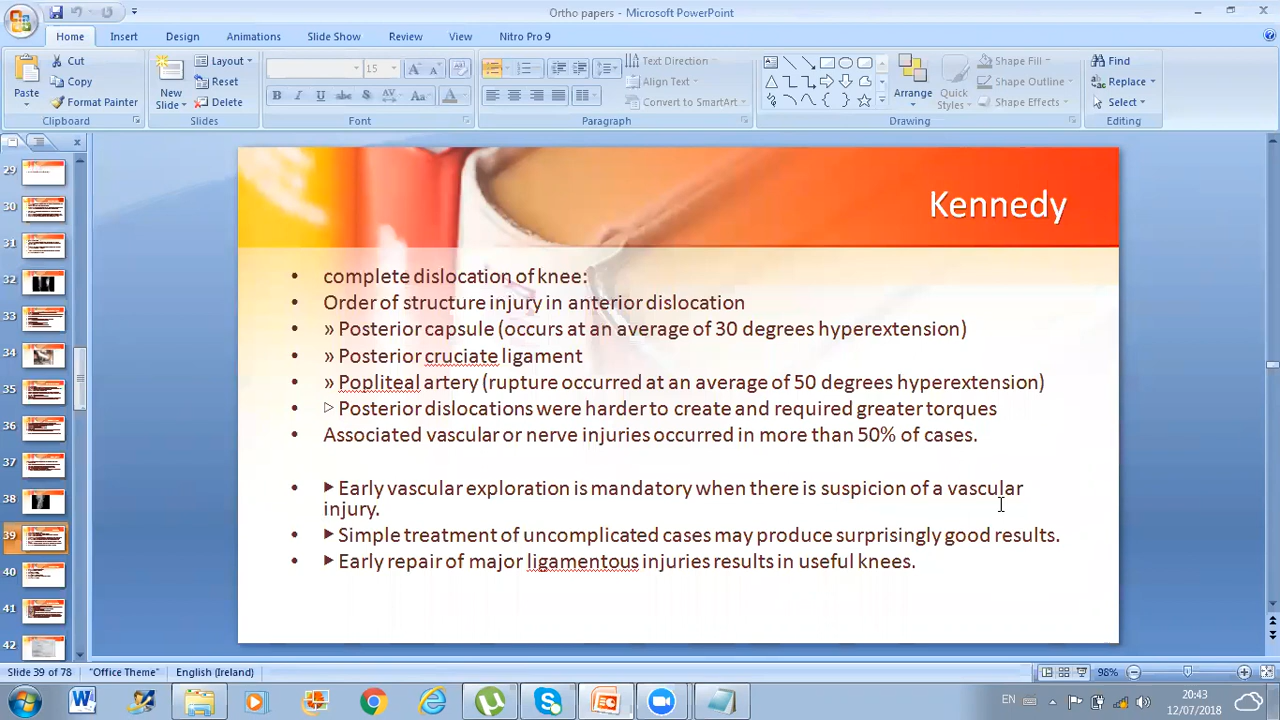 Ortho papers - Microsoft PowerPoint
Home Insert Design Animations Slide Show Review View Nitro Pro 9
Paste
Cut
Copy
Format Painter
Clipboard
New Slide
Layout
Reset
Delete
Slides
15
B I U abc S AV Aa A
Font
Text Direction
Align Text
Convert to SmartArt
Paragraph
Arrange
Quick Styles
Shape Fill
Shape Outline
Shape Effects
Drawing
Find
Replace
Select
Editing
29
30
31
32
33
34
35
36
37
38
39
40
41
42
Kennedy
• complete dislocation of knee:
• Order of structure injury in anterior dislocation
• » Posterior capsule (occurs at an average of 30 degrees hyperextension)
• » Posterior cruciate ligament
• » Popliteal artery (rupture occurred at an average of 50 degrees hyperextension)
• ▷ Posterior dislocations were harder to create and required greater torques
• Associated vascular or nerve injuries occurred in more than 50% of cases.
• ▶ Early vascular exploration is mandatory when there is suspicion of a vascular
injury.
• ▶ Simple treatment of uncomplicated cases may produce surprisingly good results.
• ▶ Early repair of major ligamentous injuries results in useful knees.
Slide 39 of 78 "Office Theme" English (Ireland) 98%
EN 20:43
12/07/2018